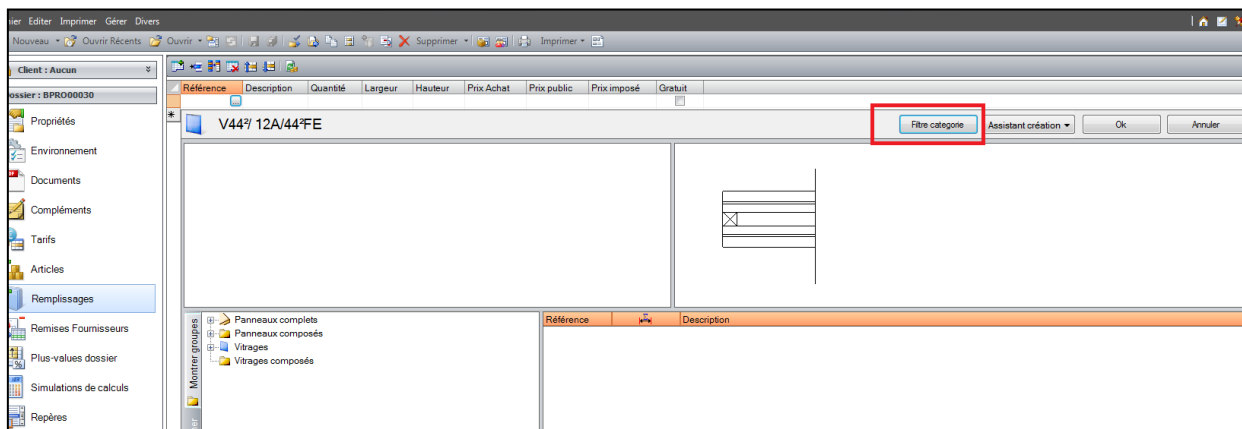 ier Editer Imprimer Gérer Divers
Nouveau Ouvrir Récents Ouvrir Supprimer Imprimer
Client : Aucun
ossier : BPRO00030
Référence Description Quantité Largeur Hauteur Prix Achat Prix public Prix imposé Gratuit
Propriétés
V44²/ 12A/44²FE
Filtre categorie Assistant création Ok Annuler
Environnement
Documents
Compléments
Tarifs
Articles
Remplissages
Remises Fournisseurs
Plus-values dossier
Simulations de calculs
Repères
Montrer groupes
Panneaux complets
Panneaux composés
Vitrages
Vitrages composés
Référence Description